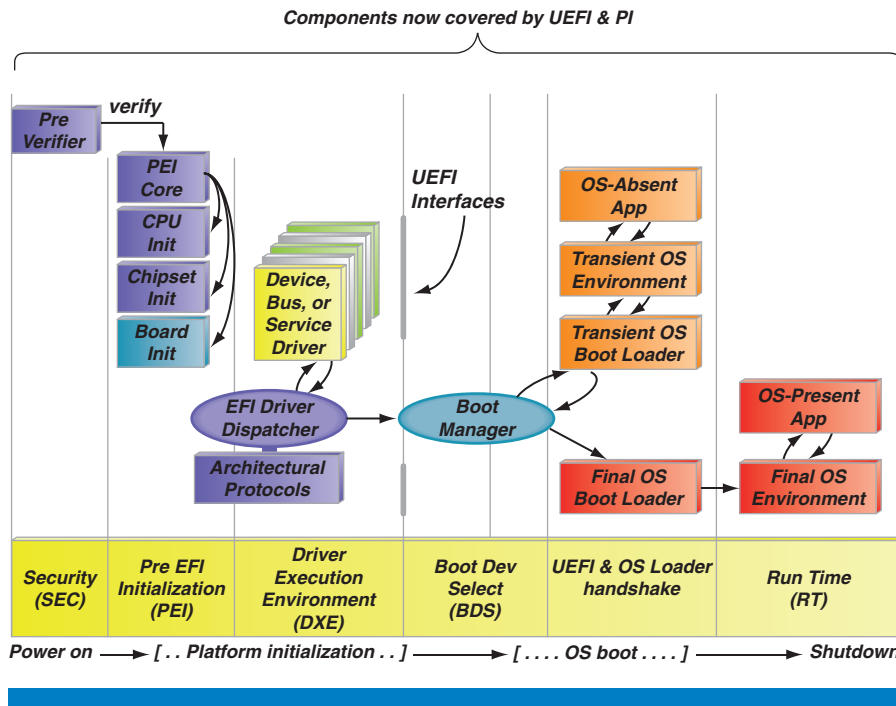 Components now covered by UEFI & PI
Pre
Verifier
verify
PEI
Core
CPU
Init
Chipset
Init
Board
Init
Device,
Bus, or
Service
Driver
EFI Driver
Dispatcher
Architectural
Protocols
UEFI
Interfaces
Boot
Manager
OS-Absent
App
Transient OS
Environment
Transient OS
Boot Loader
Final OS
Boot Loader
OS-Present
App
Final OS
Environment
Security
(SEC)
Pre EFI
Initialization
(PEI)
Driver
Execution
Environment
(DXE)
Boot Dev
Select
(BDS)
UEFI & OS Loader
handshake
Run Time
(RT)
Power on [ . . Platform initialization . . ] [ . . . . OS boot . . . . ] Shutdown